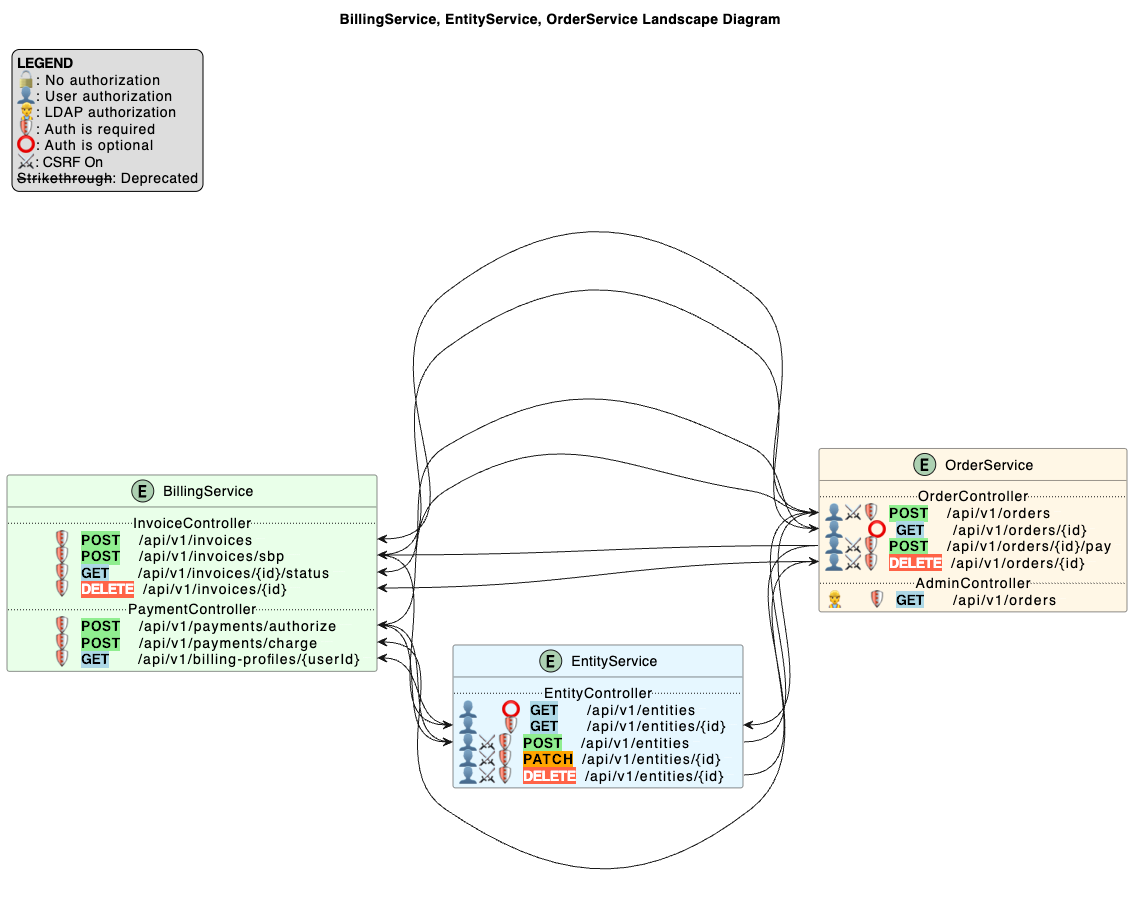 BillingService, EntityService, OrderService Landscape Diagram
LEGEND
: No authorization
: User authorization
: LDAP authorization
: Auth is required
: Auth is optional
: CSRF On
Strikethrough: Deprecated
E BillingService
InvoiceController
POST /api/v1/invoices
POST /api/v1/invoices/sbp
GET /api/v1/invoices/{id}/status
DELETE /api/v1/invoices/{id}
PaymentController
POST /api/v1/payments/authorize
POST /api/v1/payments/charge
GET /api/v1/billing-profiles/{userId}
E EntityService
EntityController
GET /api/v1/entities
GET /api/v1/entities/{id}
POST /api/v1/entities
PATCH /api/v1/entities/{id}
DELETE /api/v1/entities/{id}
E OrderService
OrderController
POST /api/v1/orders
GET /api/v1/orders/{id}
POST /api/v1/orders/{id}/pay
DELETE /api/v1/orders/{id}
AdminController
GET /api/v1/orders